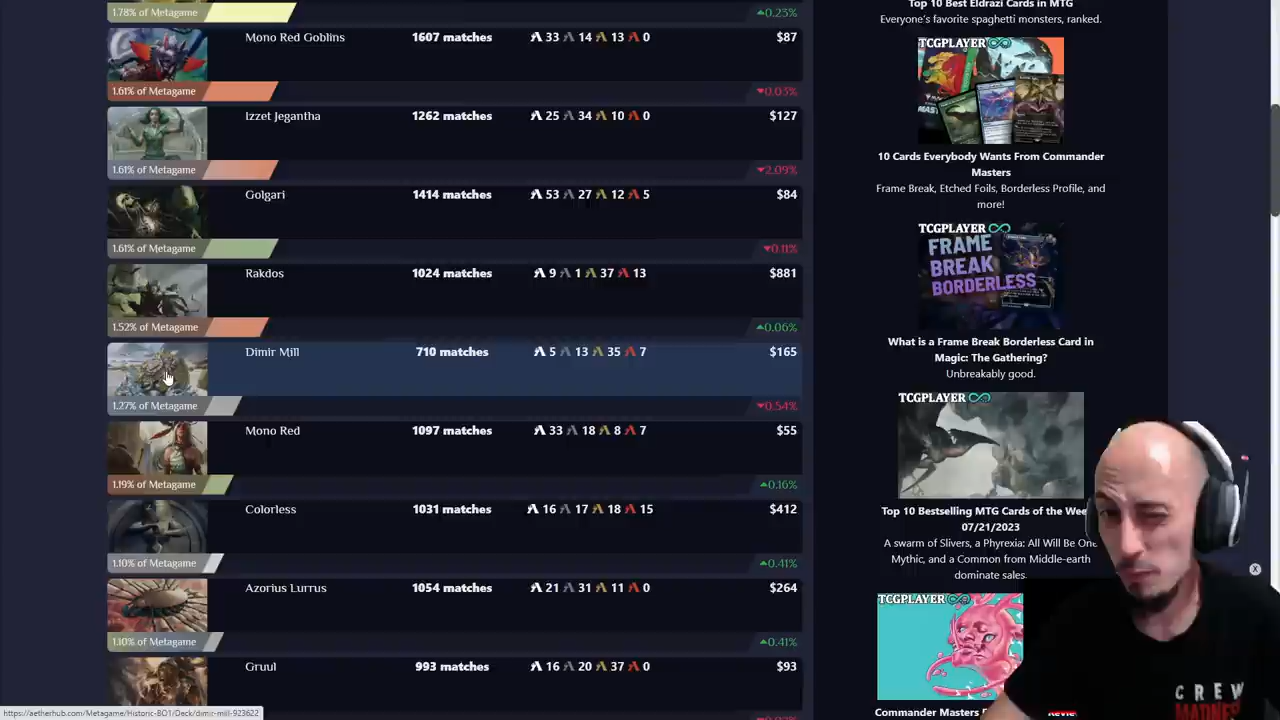 1.78% of Metagame
0.25%
Mono Red Goblins 1607 matches 33 14 13 0 $87
1.61% of Metagame
0.03%
Izzet Jegantha 1262 matches 25 34 10 0 $127
1.61% of Metagame
2.09%
Golgari 1414 matches 53 27 12 5 $84
1.61% of Metagame
0.11%
Rakdos 1024 matches 9 1 37 13 $881
1.52% of Metagame
0.06%
Dimir Mill 710 matches 5 13 35 7 $165
1.27% of Metagame
0.54%
Mono Red 1097 matches 33 18 8 7 $55
1.19% of Metagame
0.16%
Colorless 1031 matches 16 17 18 15 $412
1.10% of Metagame
0.41%
Azorius Lurrus 1054 matches 21 31 11 0 $264
1.10% of Metagame
0.41%
Gruul 993 matches 16 20 37 0 $93
https://aetherhub.com/Metagame/Historic-BO1/Deck/dimir-mill-923622
Top 10 Best Eldrazi Cards in MTG
Everyone's favorite spaghetti monsters, ranked.
TCGPLAYER
10 Cards Everybody Wants From Commander
Masters
Frame Break, Etched Foils, Borderless Profile, and
more!
TCGPLAYER
FRAME
BREAK
BORDERLESS
What is a Frame Break Borderless Card in
Magic: The Gathering?
Unbreakably good.
TCGPLAYER
Top 10 Bestselling MTG Cards of the
07/21/2023
A swarm of Slivers, a Phyrexia: All Will Be One
Mythic, and a Common from Middle-earth
dominate sales.
TCGPLAYER
Commander Masters
CREW
MADNESS